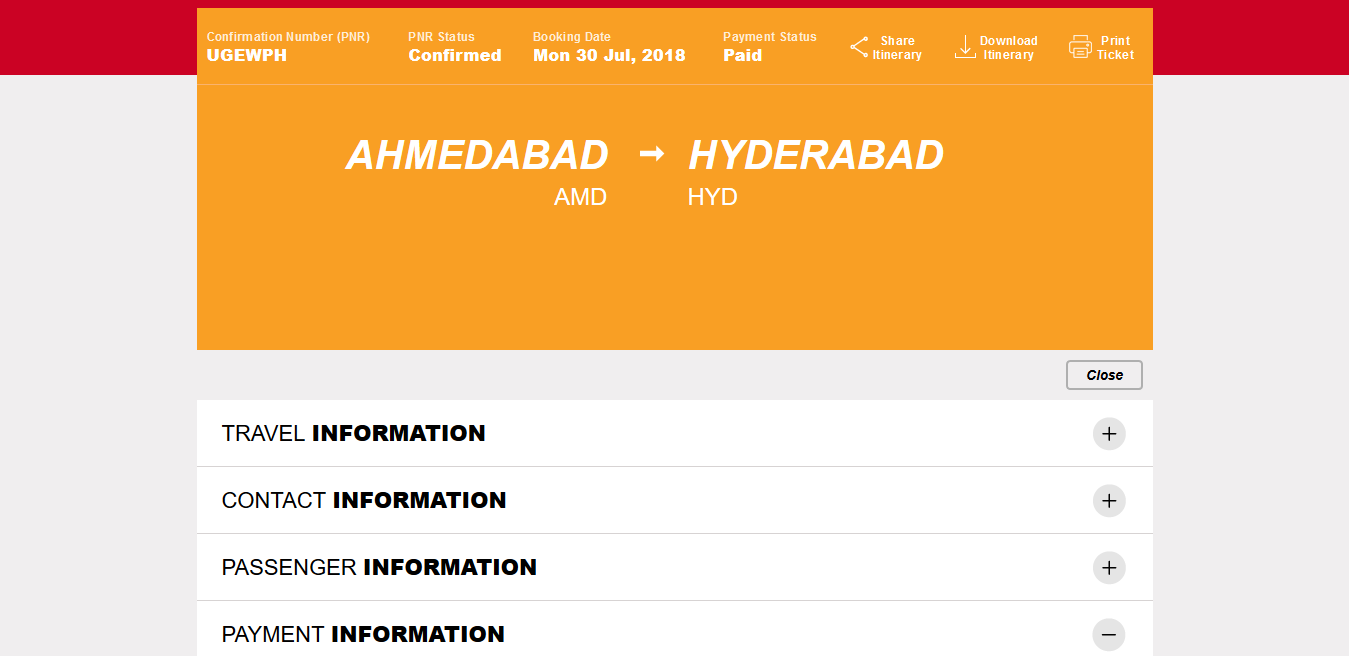 Confirmation Number (PNR) PNR Status Booking Date Payment Status Share Download Print
UGEWPH Confirmed Mon 30 Jul, 2018 Paid Itinerary Itinerary Ticket
AHMEDABAD HYDERABAD
AMD HYD
Close
TRAVEL INFORMATION
CONTACT INFORMATION
PASSENGER INFORMATION
PAYMENT INFORMATION